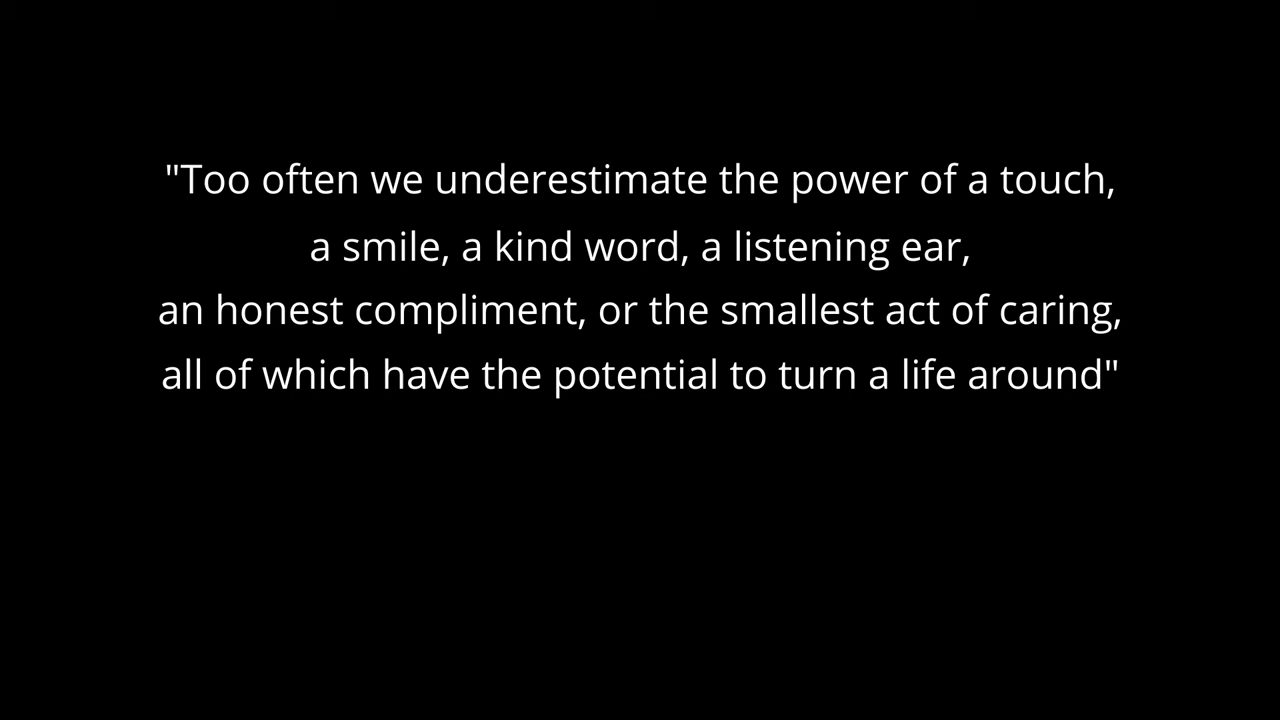 "Too often we underestimate the power of a touch,
a smile, a kind word, a listening ear,
an honest compliment, or the smallest act of caring,
all of which have the potential to turn a life around"